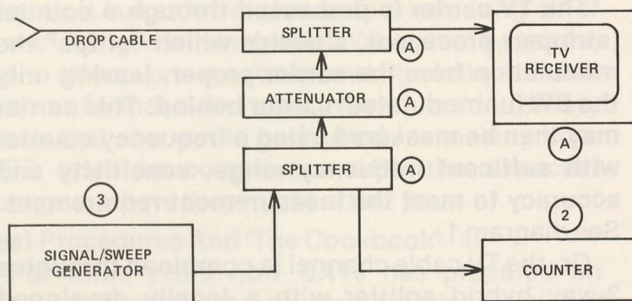 DROP CABLE
SPLITTER
A
TV
RECEIVER
ATTENUATOR
A
A
SPLITTER
A
3
2
SIGNAL/SWEEP
GENERATOR
COUNTER